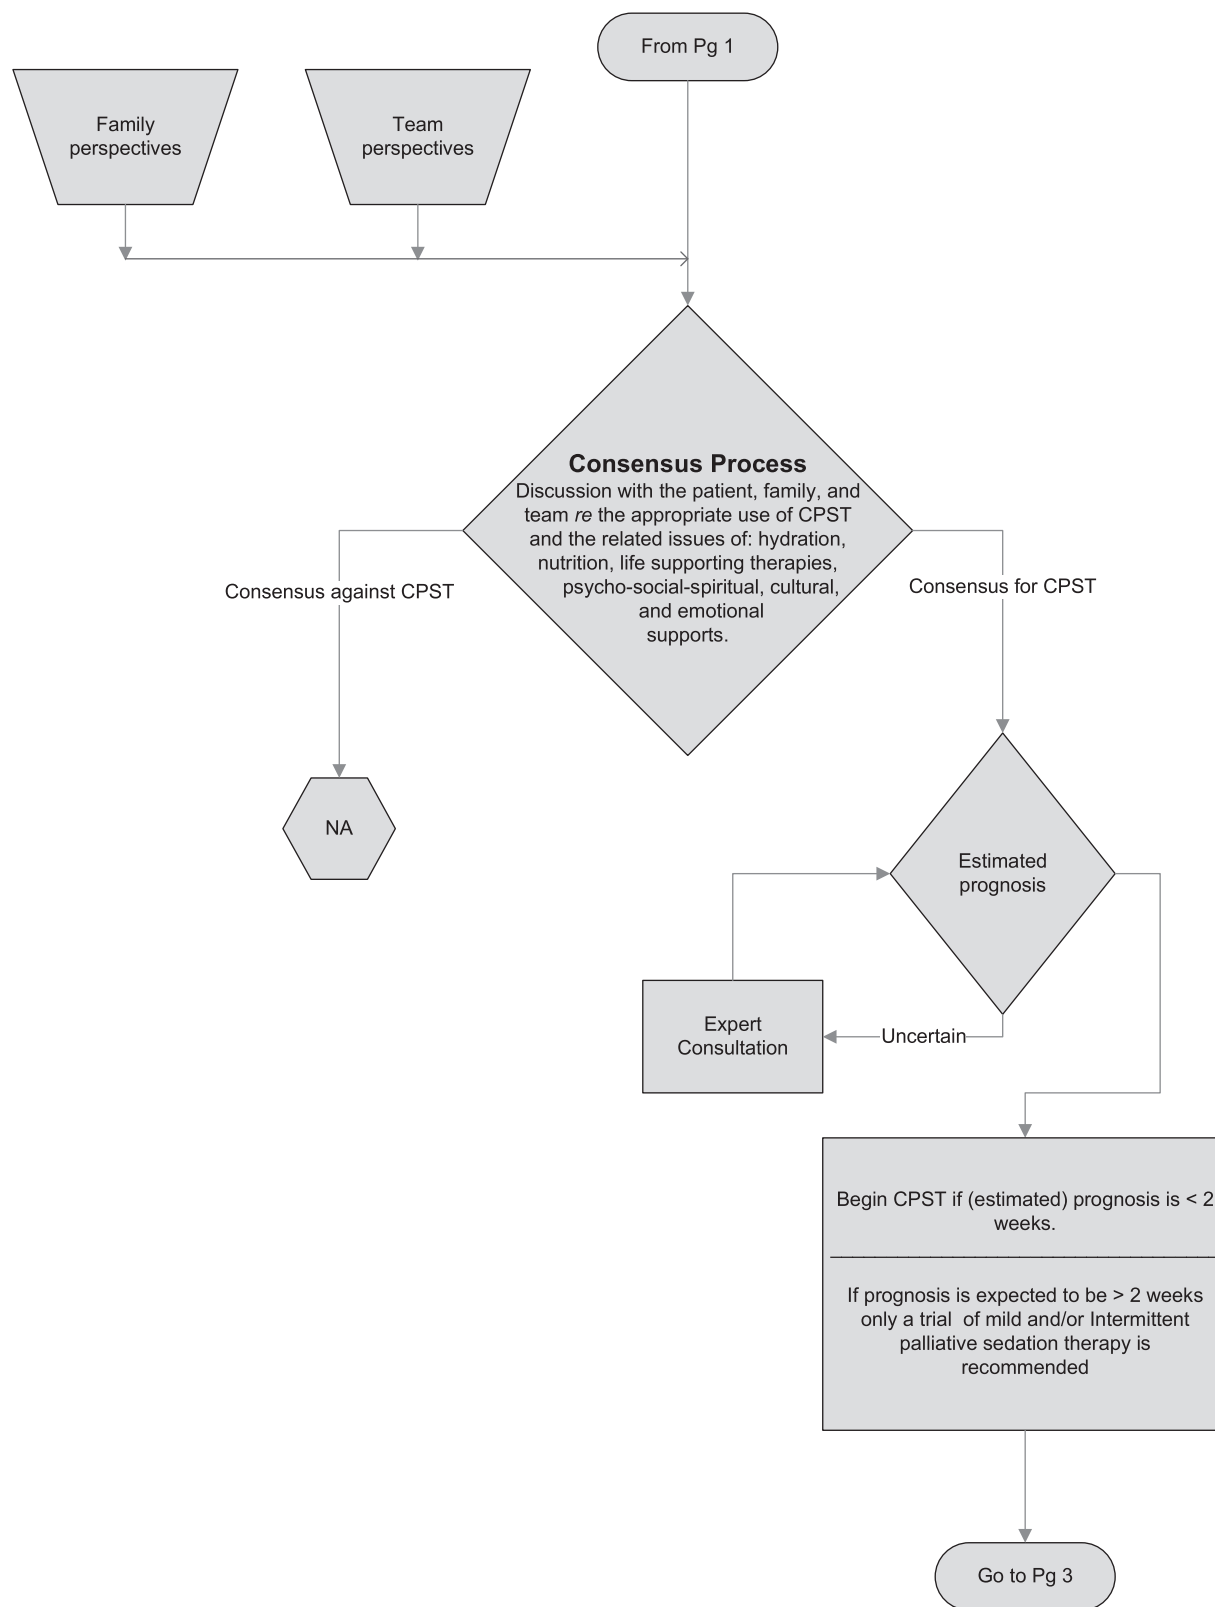 From Pg 1
Family
perspectives
Team
perspectives
Consensus Process
Discussion with the patient, family, and
team re the appropriate use of CPST
and the related issues of: hydration,
nutrition, life supporting therapies,
psycho-social-spiritual, cultural,
and emotional
supports.
Consensus against CPST
Consensus for CPST
NA
Estimated
prognosis
Expert
Consultation
Uncertain
Begin CPST if (estimated) prognosis is < 2
weeks.
If prognosis is expected to be > 2 weeks
only a trial of mild and/or Intermittent
palliative sedation therapy is
recommended
Go to Pg 3